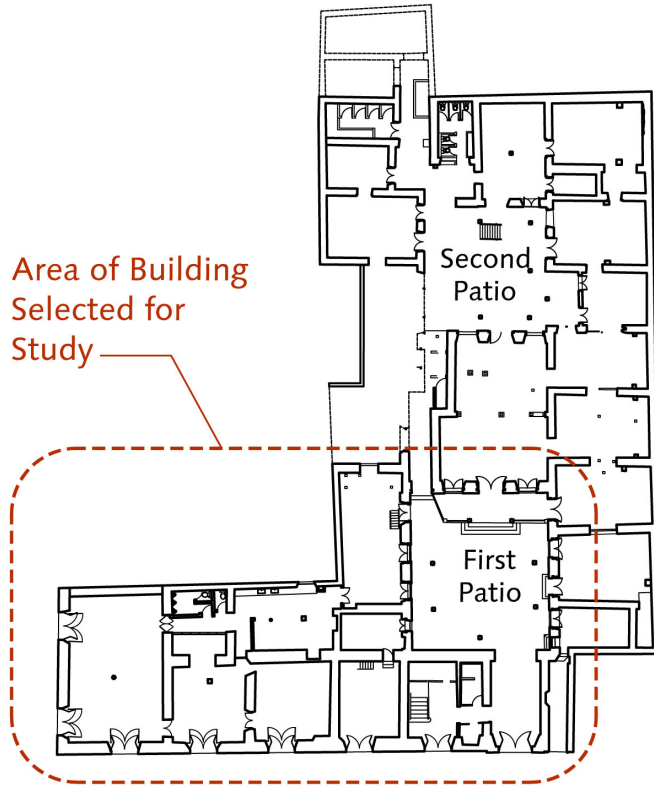 Area of Building
Selected for
Study
Second
Patio
First
Patio